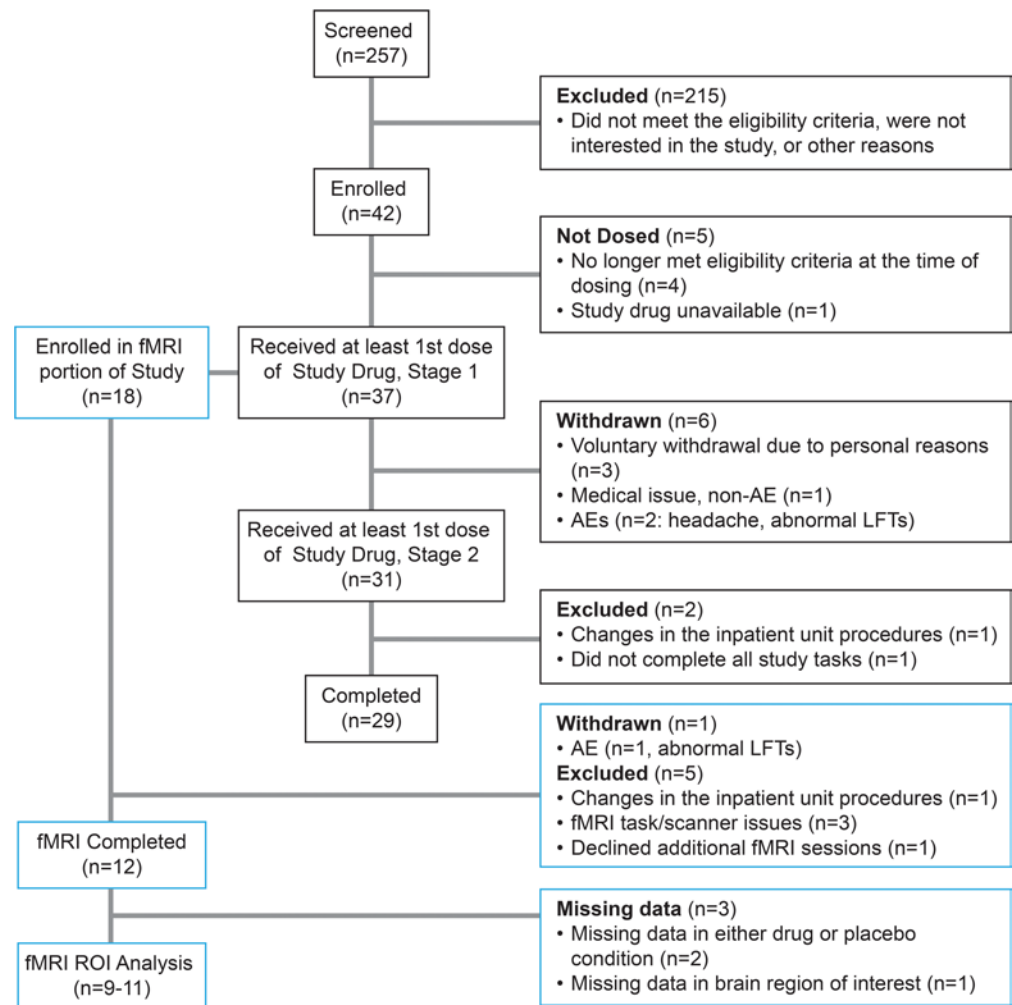 Screened
(n=257)
Excluded (n=215)
• Did not meet the eligibility criteria, were not
interested in the study, or other reasons
Enrolled
(n=42)
Not Dosed (n=5)
• No longer met eligibility criteria at the time of
dosing (n=4)
• Study drug unavailable (n=1)
Enrolled in fMRI
portion of Study
(n=18)
Received at least 1st dose
of Study Drug, Stage 1
(n=37)
Withdrawn (n=6)
• Voluntary withdrawal due to personal reasons
(n=3)
• Medical issue, non-AE (n=1)
• AEs (n=2: headache, abnormal LFTs)
Received at least 1st dose
of Study Drug, Stage 2
(n=31)
Excluded (n=2)
• Changes in the inpatient unit procedures (n=1)
• Did not complete all study tasks (n=1)
Completed
(n=29)
Withdrawn (n=1)
• AE (n=1, abnormal LFTs)
Excluded (n=5)
• Changes in the inpatient unit procedures (n=1)
• fMRI task/scanner issues (n=3)
• Declined additional fMRI sessions (n=1)
fMRI Completed
(n=12)
Missing data (n=3)
• Missing data in either drug or placebo
condition (n=2)
• Missing data in brain region of interest (n=1)
fMRI ROI Analysis
(n=9-11)